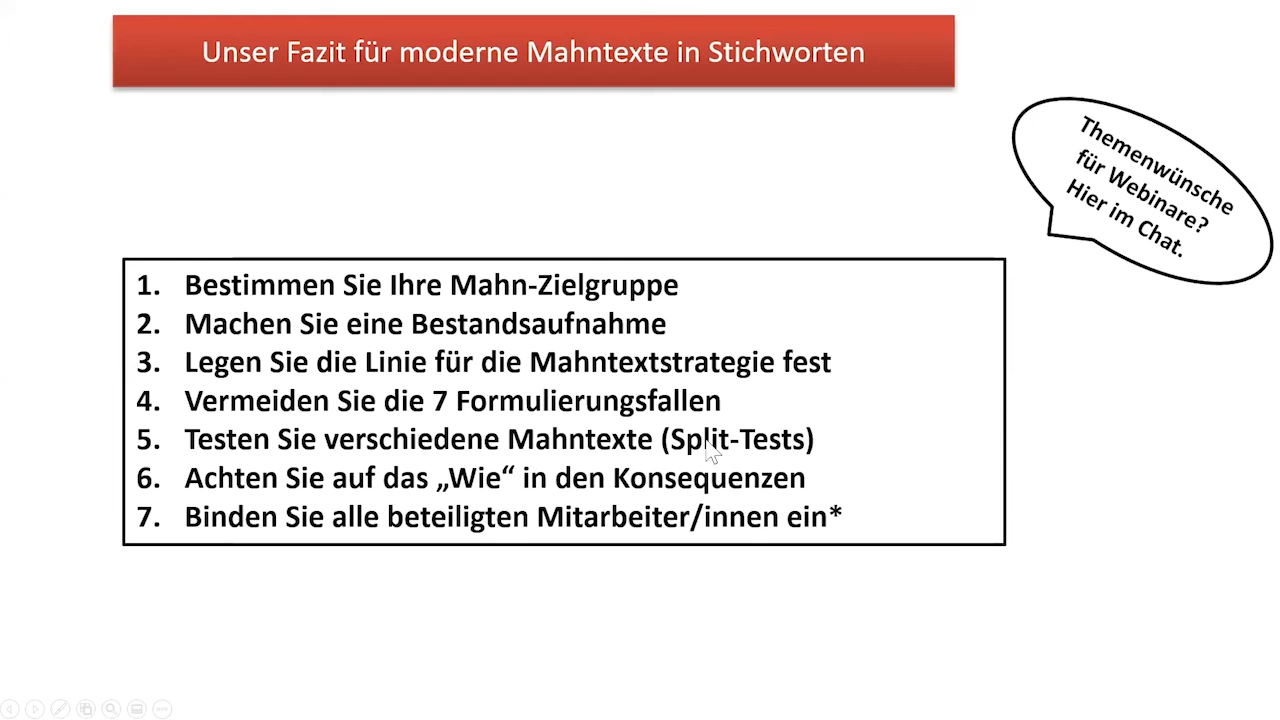 Unser Fazit für moderne Mahntexte in Stichworten
Themenwünsche
für Webinare?
Hier im Chat.
1. Bestimmen Sie Ihre Mahn-Zielgruppe
2. Machen Sie eine Bestandsaufnahme
3. Legen Sie die Linie für die Mahntextstrategie fest
4. Vermeiden Sie die 7 Formulierungsfallen
5. Testen Sie verschiedene Mahntexte (Split-Tests)
6. Achten Sie auf das „Wie“ in den Konsequenzen
7. Binden Sie alle beteiligten Mitarbeiter/innen ein*